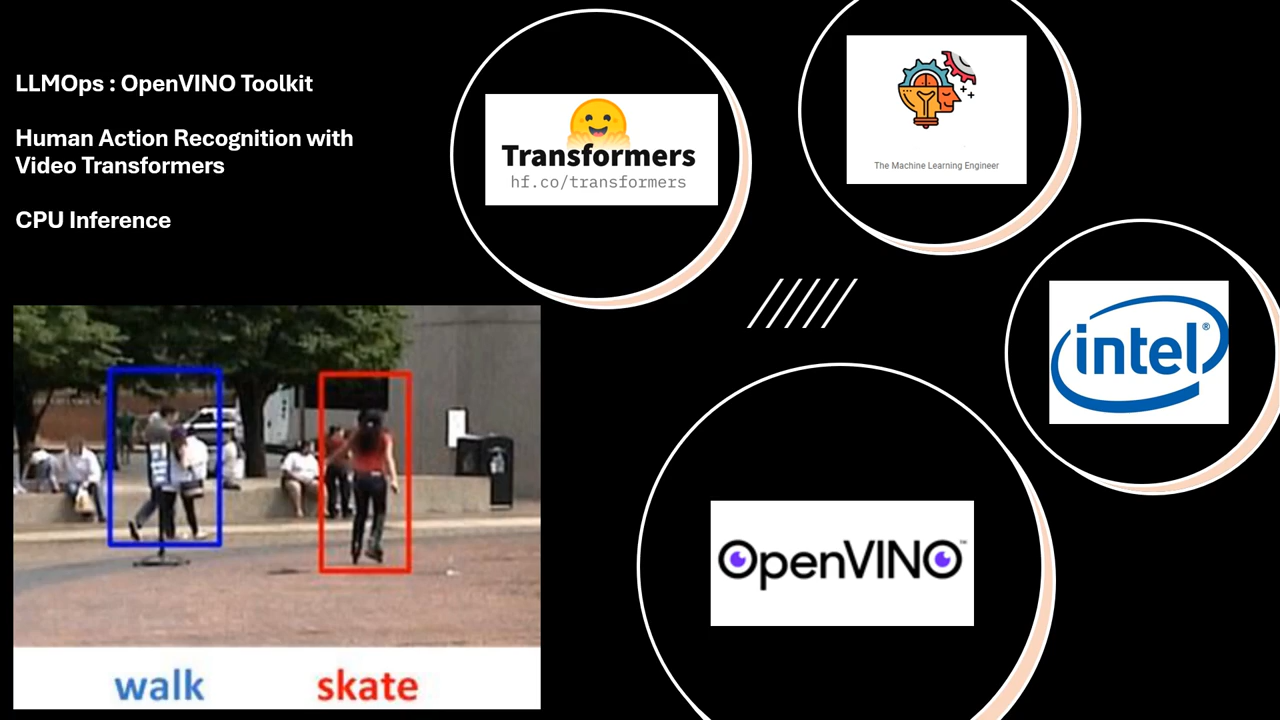 LLMOps : OpenVINO Toolkit
Human Action Recognition with
Video Transformers
CPU Inference
Transformers
hf.co/transformers
The Machine Learning Engineer
intel®
OpenVINO™
walk
skate